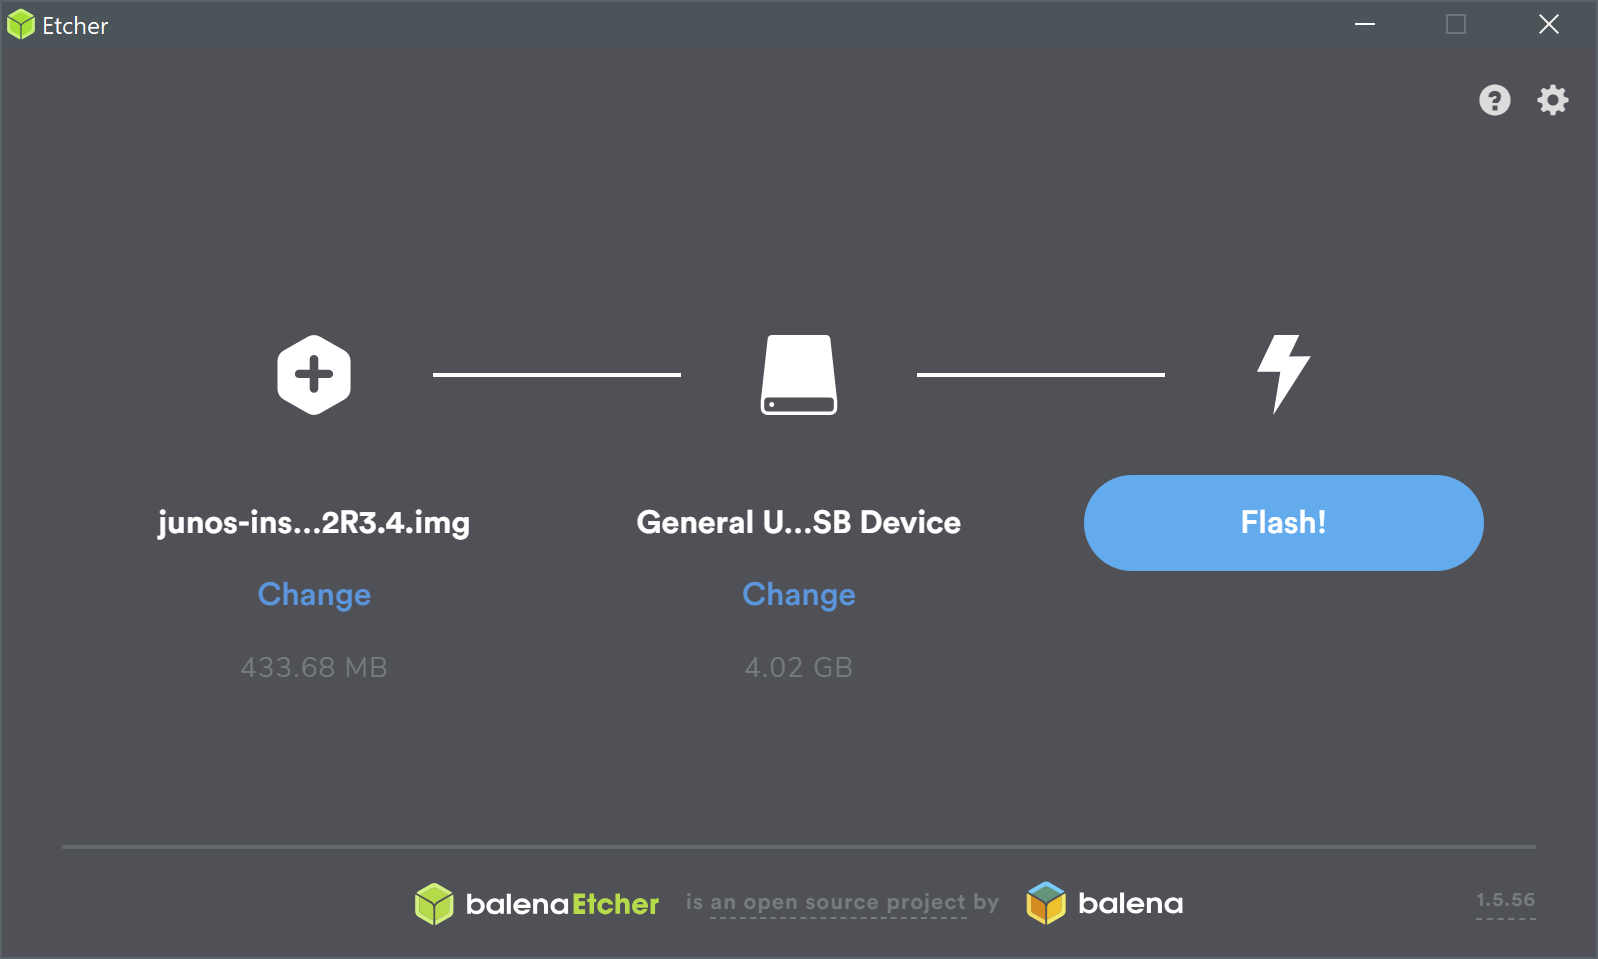 Etcher
junos-ins...2R3.4.img
General U...SB Device
Flash!
Change
Change
433.68 MB
4.02 GB
balenaEtcher is an open source project by balena
1.5.56